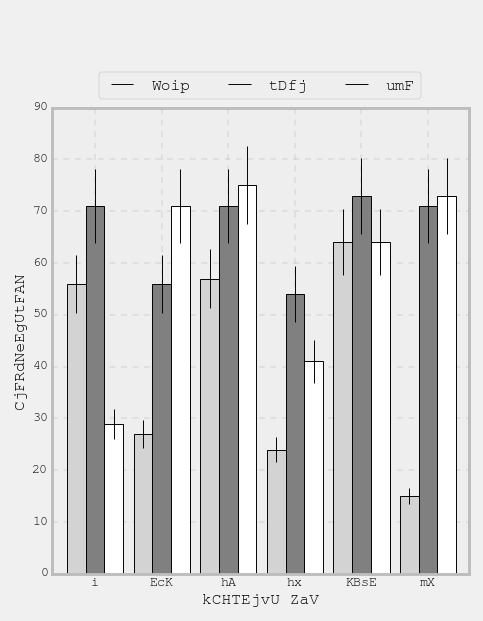 Woip tDfj umF
90
80
70
60
50
40
30
20
10
0
CjFRdNeEgUtFAN
i EcK hA hx KBsE mX
kCHTEjvU ZaV